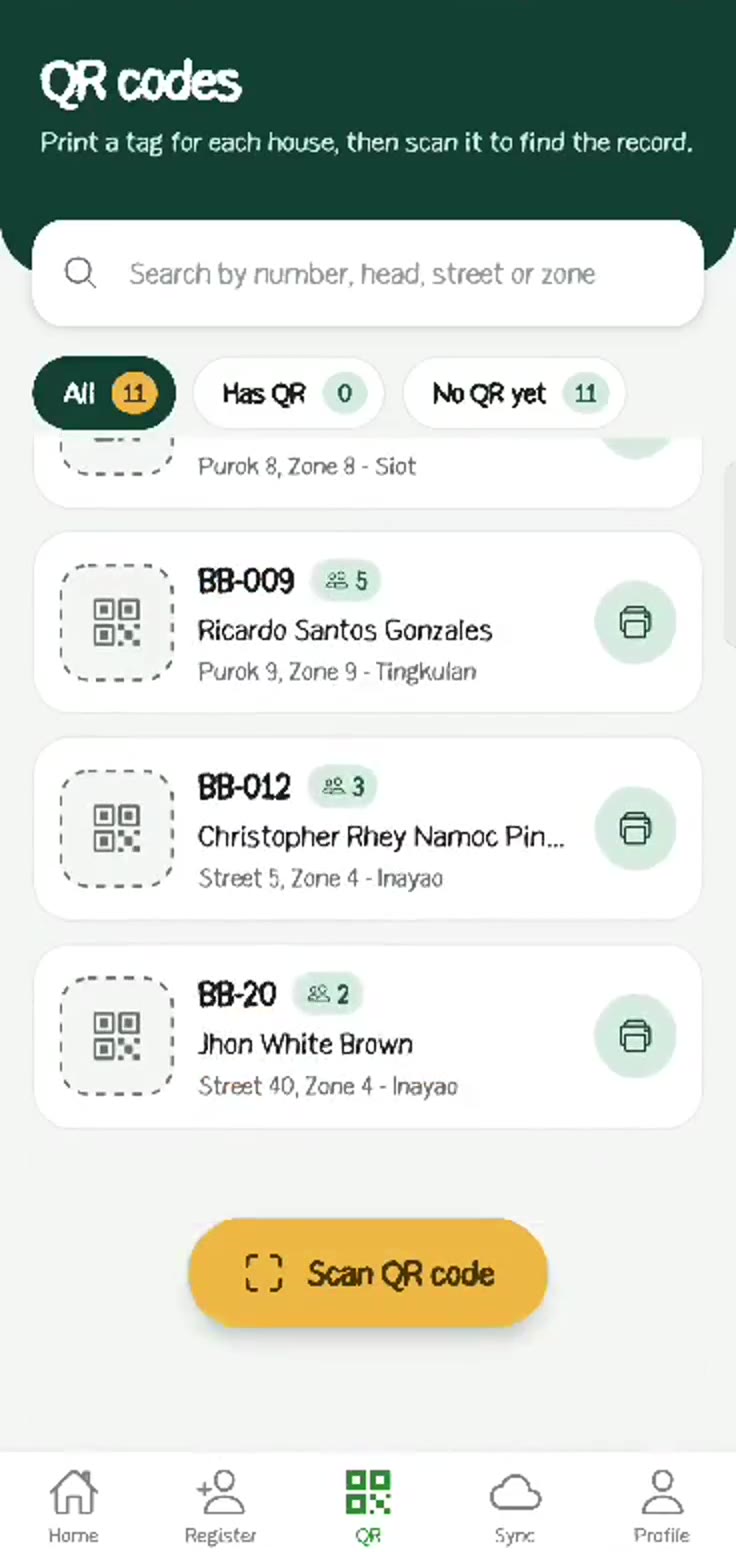 QR codes
Print a tag for each house, then scan it to find the record.
Search by number, head, street or zone
All 11 Has QR 0 No QR yet 11
Purok 8, Zone 8 - Siot
BB-009 5
Ricardo Santos Gonzales
Purok 9, Zone 9 - Tingkulan
BB-012 3
Christopher Rhey Namoc Pin...
Street 5, Zone 4 - Inayao
BB-20 2
Jhon White Brown
Street 40, Zone 4 - Inayao
Scan QR code
Home Register QR Sync Profile